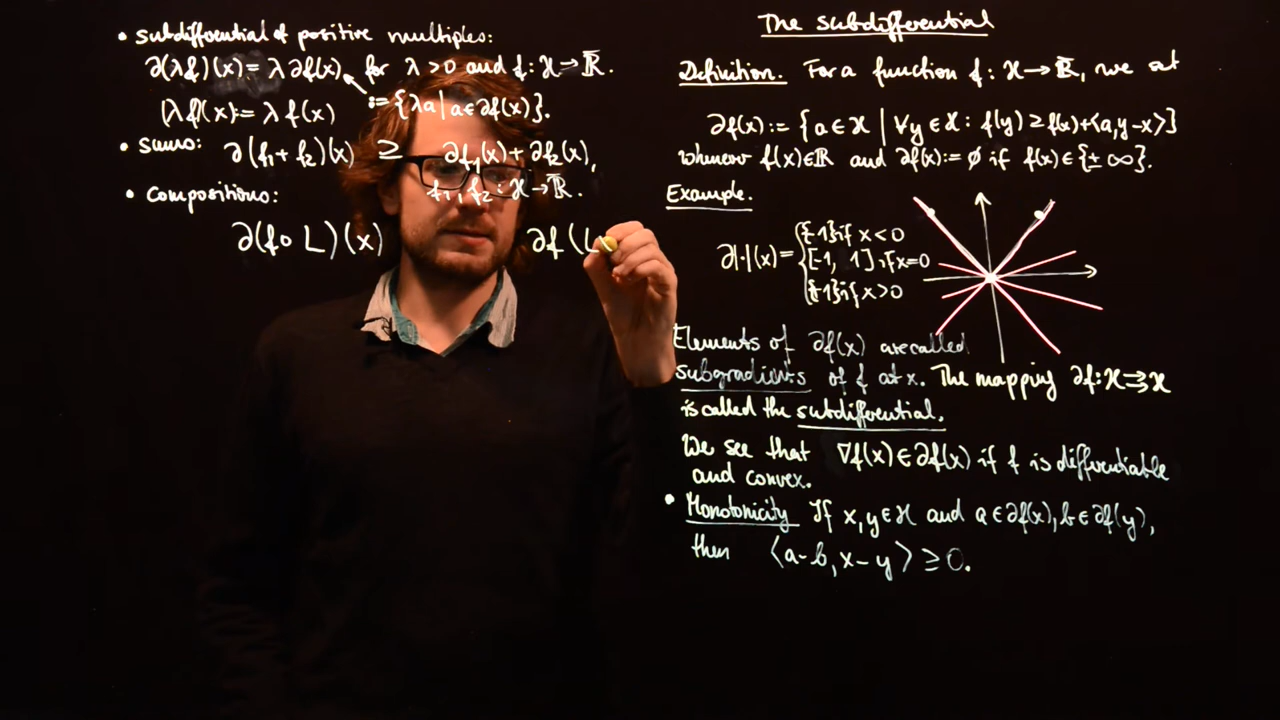 • subdifferential of positive multiples:
∂(λf)(x) = λ ∂f(x) for λ > 0 and f: H → R̄.
(λf)(x) := λ f(x) := {λa | a ∈ ∂f(x)}.
• sums: ∂(f₁ + f₂)(x) ⊇ ∂f₁(x) + ∂f₂(x),
f₁, f₂ : H → R̄.
• Compositions:
∂(f∘L)(x) ∂f(L
The subdifferential
Definition. For a function f: H → R̄, we set
∂f(x) := {a ∈ H | ∀y ∈ H: f(y) ≥ f(x) + ⟨a, y-x⟩}
whenever f(x) ∈ R and ∂f(x) := ∅ if f(x) ∈ {± ∞}.
Example.
{-1} if x < 0
∂|·|(x) = { [-1, 1], if x = 0
{1} if x > 0
Elements of ∂f(x) are called
subgradients of f at x. The mapping ∂f: H ⇉ H
is called the subdifferential.
We see that ∇f(x) ∈ ∂f(x) if f is differentiable
and convex.
• Monotonicity If x, y ∈ H and a ∈ ∂f(x), b ∈ ∂f(y),
then ⟨a-b, x-y⟩ ≥ 0.